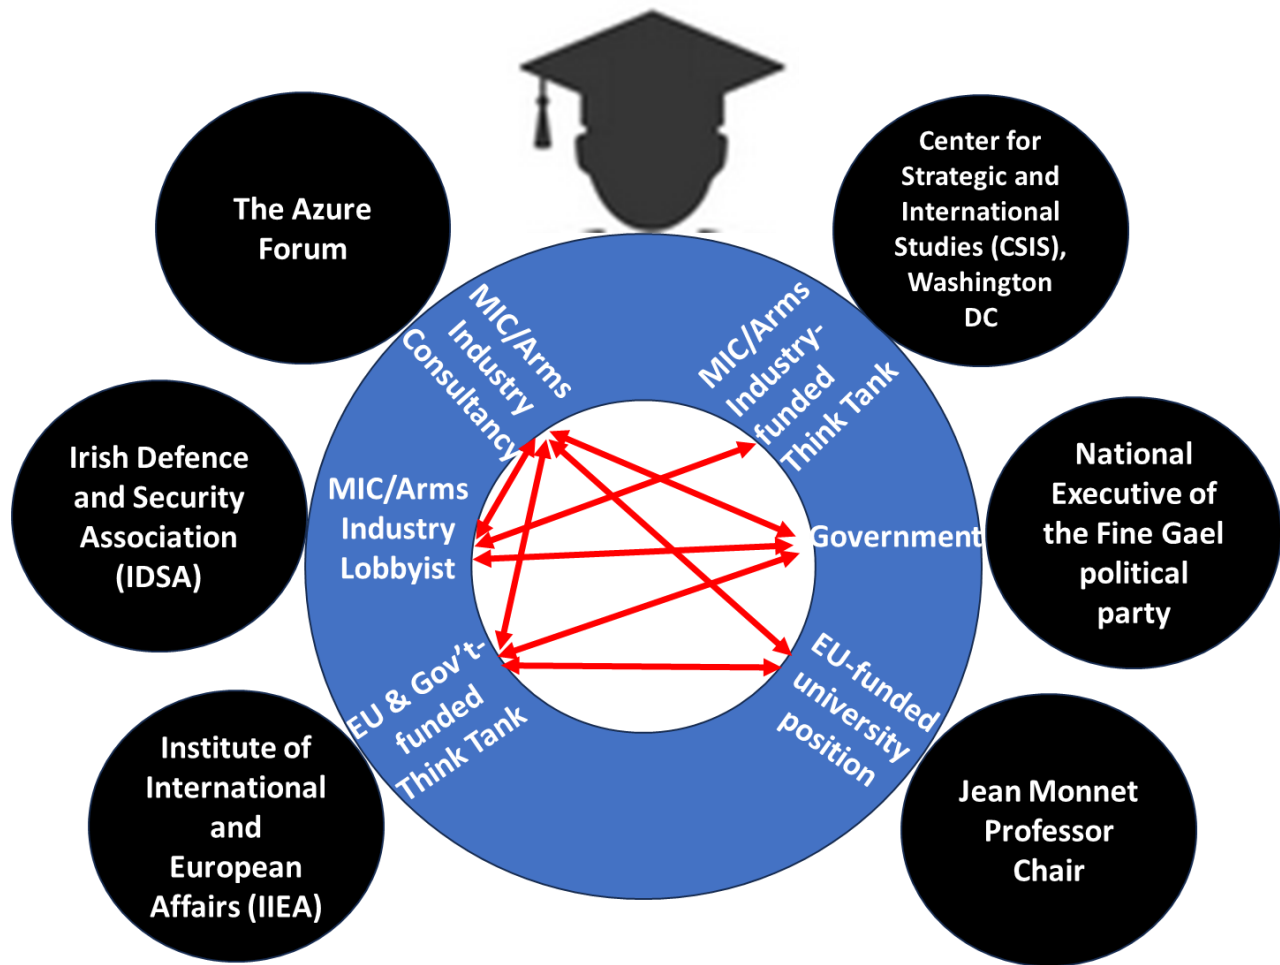 The Azure
Forum
Center for
Strategic and
International
Studies (CSIS),
Washington
DC
MIC/Arms
Industry
Consultancy
MIC/Arms
Industry-
funded
Think Tank
Irish Defence
and Security
Association
(IDSA)
MIC/Arms
Industry
Lobbyist
Government
National
Executive of
the Fine Gael
political
party
EU & Gov’t-
funded
Think Tank
EU-funded
university
position
Institute of
International
and
European
Affairs (IIEA)
Jean Monnet
Professor
Chair